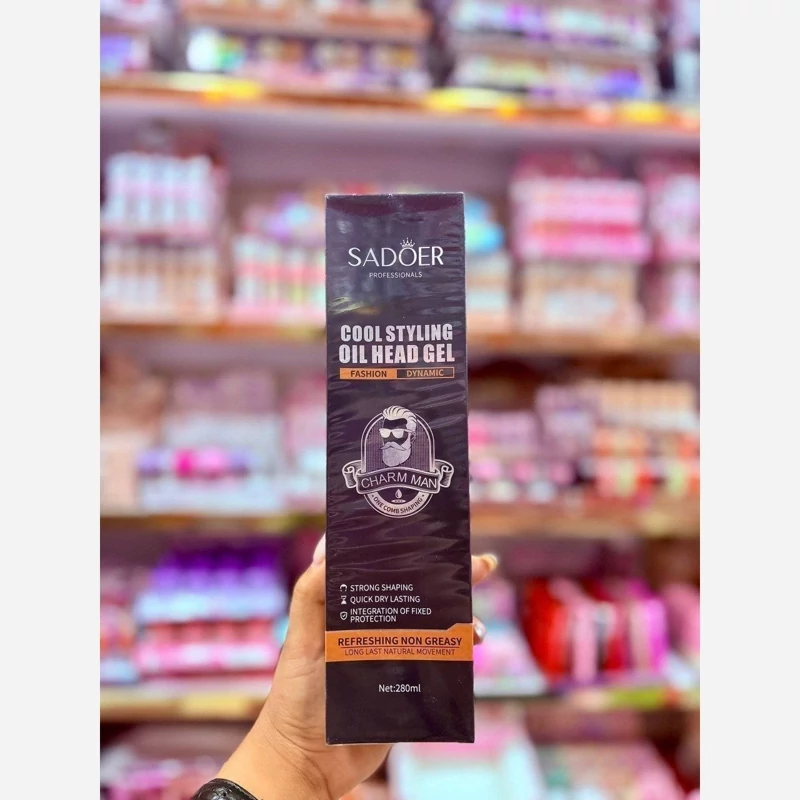 SADOER
PROFESSIONALS
COOL STYLING
OIL HEAD GEL
FASHION DYNAMIC
CHARM MAN
ONE COMB SHAPING
STRONG SHAPING
QUICK DRY LASTING
INTEGRATION OF FIXED
PROTECTION
REFRESHING NON GREASY
LONG LAST NATURAL MOVEMENT
Net:280ml